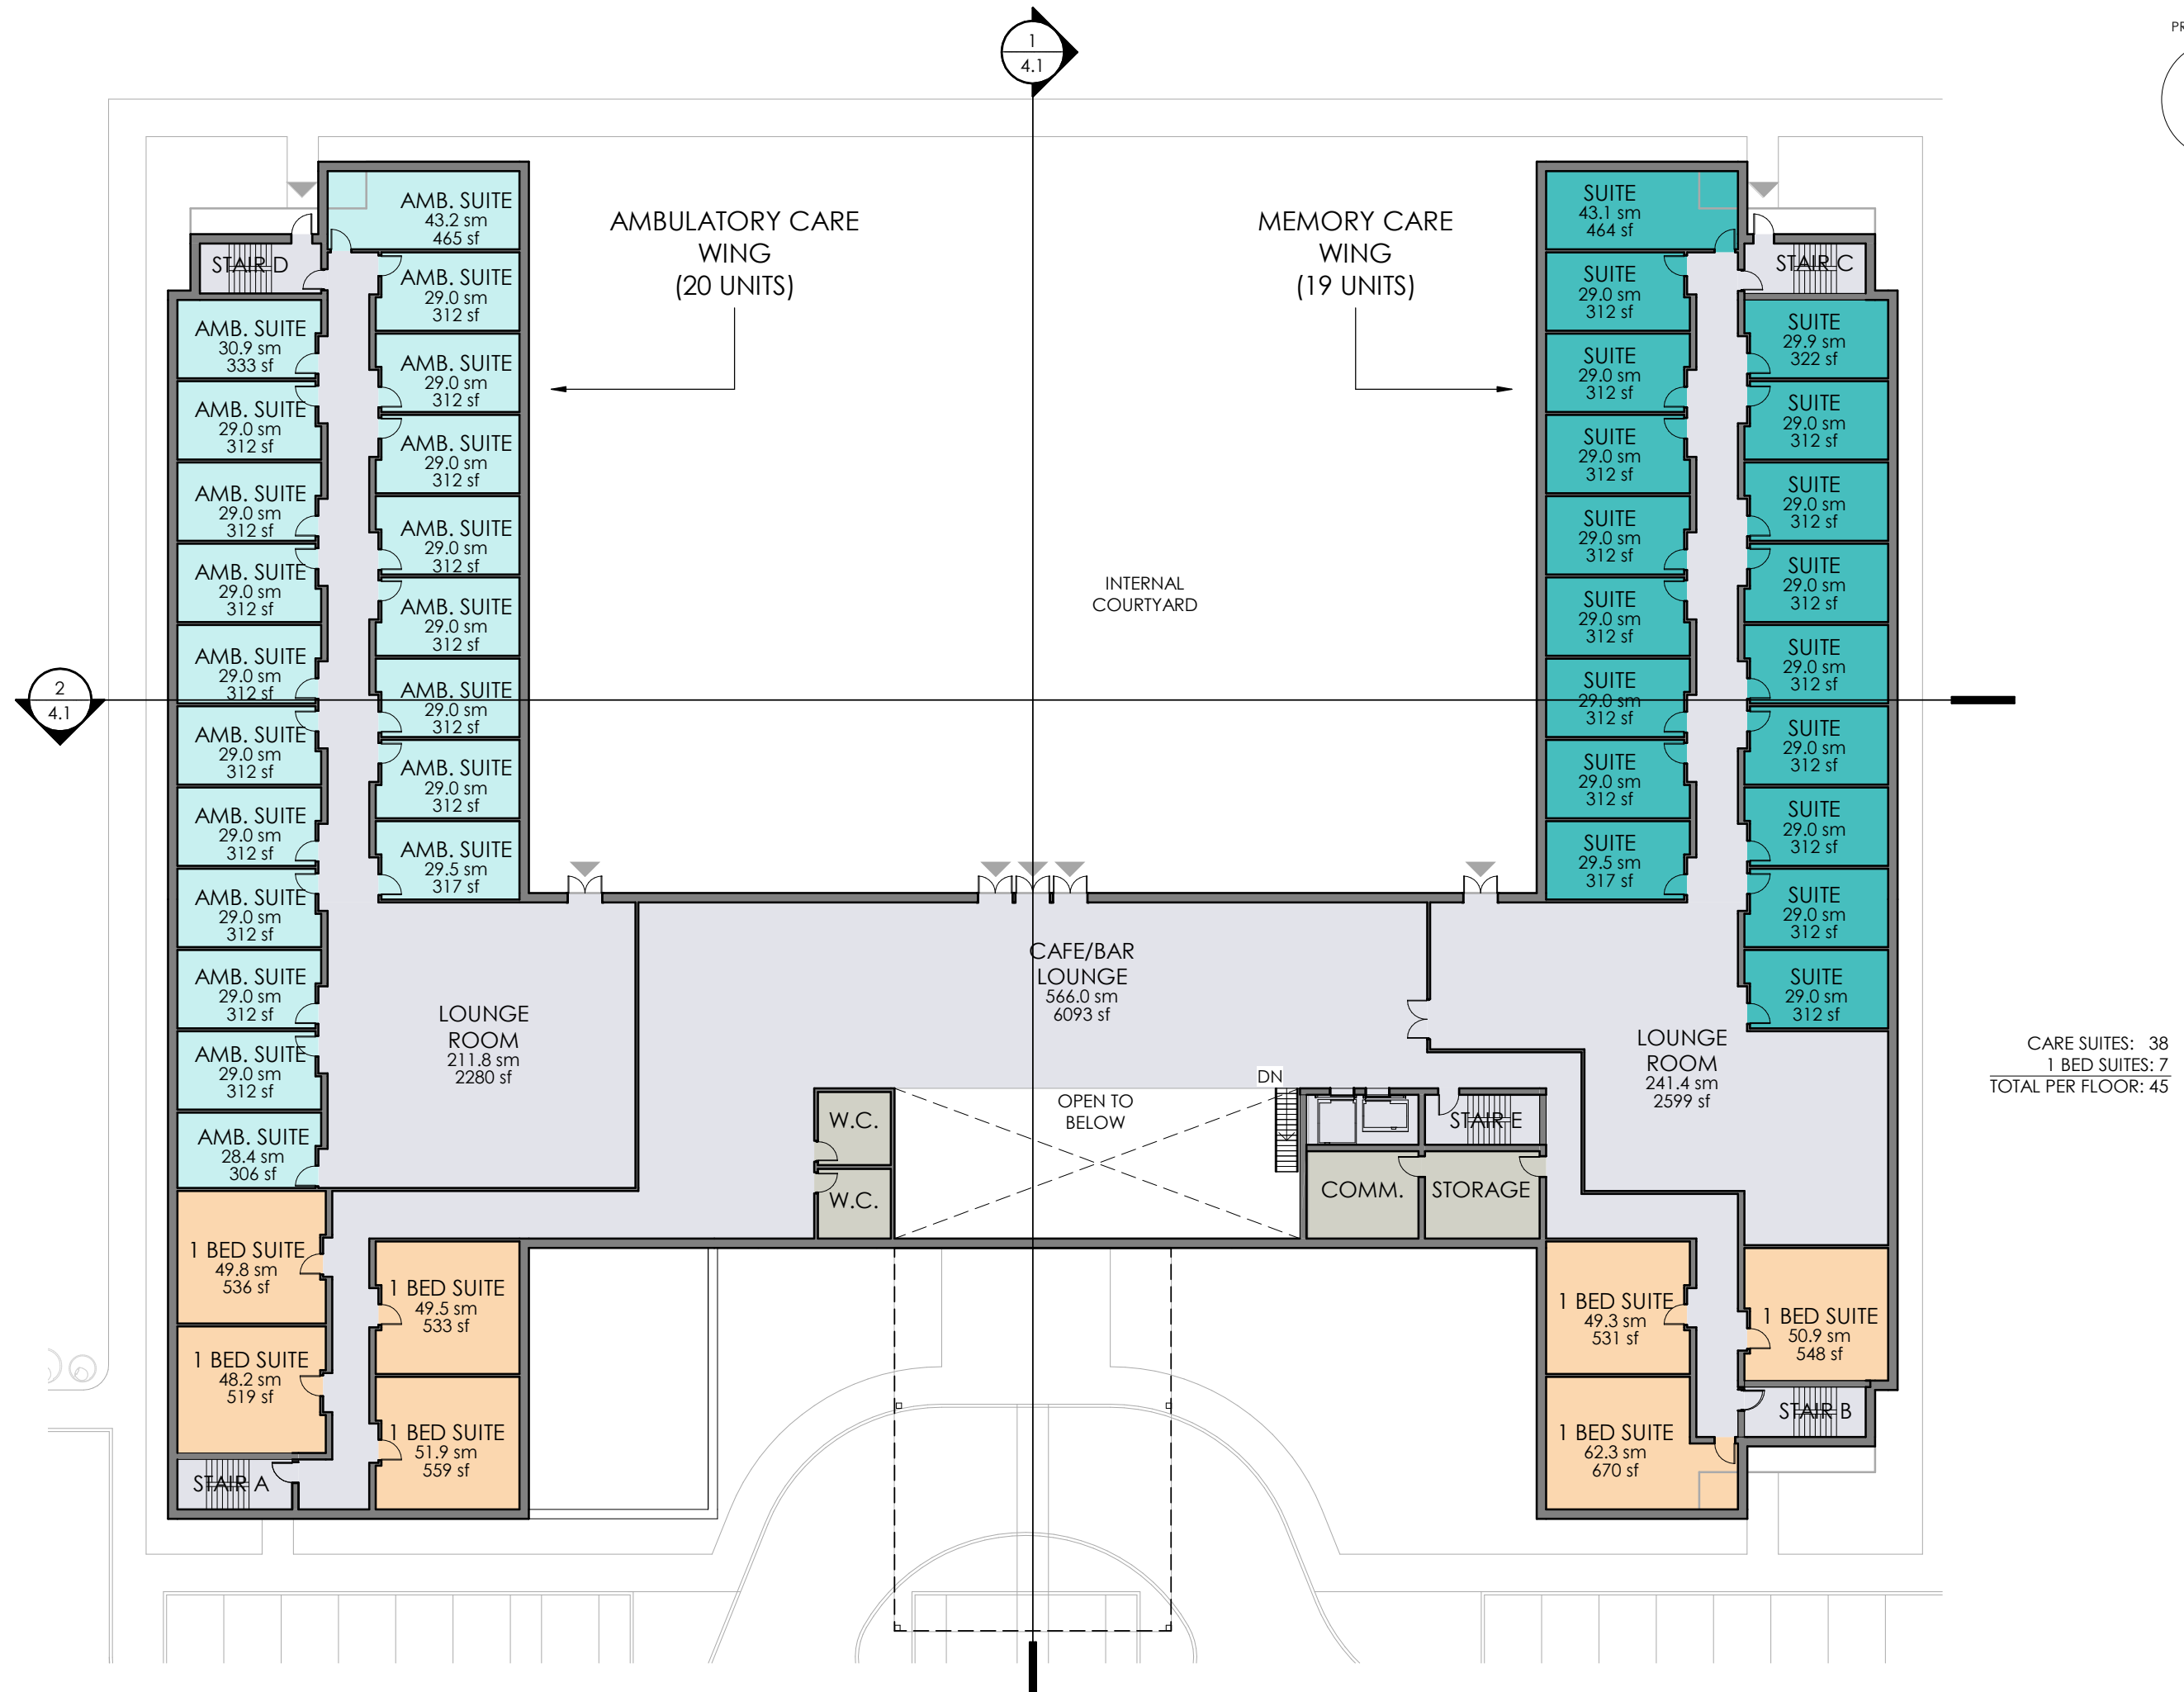 1
4.1
PR
AMBULATORY CARE
WING
(20 UNITS)
MEMORY CARE
WING
(19 UNITS)
AMB. SUITE
43.2 sm
465 sf
STAIR D
AMB. SUITE
29.0 sm
312 sf
AMB. SUITE
29.0 sm
312 sf
AMB. SUITE
29.0 sm
312 sf
AMB. SUITE
29.0 sm
312 sf
AMB. SUITE
29.0 sm
312 sf
AMB. SUITE
29.0 sm
312 sf
AMB. SUITE
29.0 sm
312 sf
AMB. SUITE
29.5 sm
317 sf
AMB. SUITE
30.9 sm
333 sf
AMB. SUITE
29.0 sm
312 sf
AMB. SUITE
29.0 sm
312 sf
AMB. SUITE
29.0 sm
312 sf
AMB. SUITE
29.0 sm
312 sf
AMB. SUITE
29.0 sm
312 sf
AMB. SUITE
29.0 sm
312 sf
AMB. SUITE
29.0 sm
312 sf
AMB. SUITE
29.0 sm
312 sf
AMB. SUITE
29.0 sm
312 sf
AMB. SUITE
28.4 sm
306 sf
2
4.1
INTERNAL
COURTYARD
SUITE
43.1 sm
464 sf
STAIR C
SUITE
29.0 sm
312 sf
SUITE
29.0 sm
312 sf
SUITE
29.0 sm
312 sf
SUITE
29.0 sm
312 sf
SUITE
29.0 sm
312 sf
SUITE
29.0 sm
312 sf
SUITE
29.0 sm
312 sf
SUITE
29.5 sm
317 sf
SUITE
29.9 sm
322 sf
SUITE
29.0 sm
312 sf
SUITE
29.0 sm
312 sf
SUITE
29.0 sm
312 sf
SUITE
29.0 sm
312 sf
SUITE
29.0 sm
312 sf
SUITE
29.0 sm
312 sf
SUITE
29.0 sm
312 sf
SUITE
29.0 sm
312 sf
LOUNGE
ROOM
211.8 sm
2280 sf
CAFE/BAR
LOUNGE
566.0 sm
6093 sf
LOUNGE
ROOM
241.4 sm
2599 sf
CARE SUITES: 38
1 BED SUITES: 7
TOTAL PER FLOOR: 45
DN
OPEN TO
BELOW
W.C.
W.C.
STAIR E
COMM.
STORAGE
1 BED SUITE
49.8 sm
536 sf
1 BED SUITE
49.5 sm
533 sf
1 BED SUITE
48.2 sm
519 sf
1 BED SUITE
51.9 sm
559 sf
STAIR A
1 BED SUITE
49.3 sm
531 sf
1 BED SUITE
50.9 sm
548 sf
1 BED SUITE
62.3 sm
670 sf
STAIR B